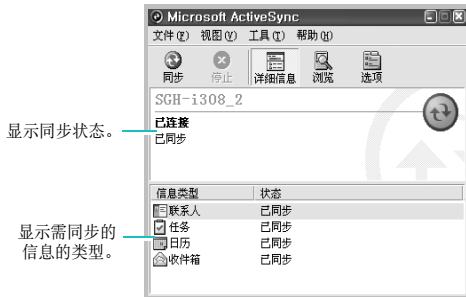 Microsoft ActiveSync
文件(F) 视图(V) 工具(T) 帮助(H)
同步 停止 详细信息 浏览 选项
SGH-i308_2
已连接
显示同步状态。
已同步
信息类型 状态
联系人 已同步
任务 已同步
显示需同步的
日历 已同步
信息的类型。
收件箱 已同步